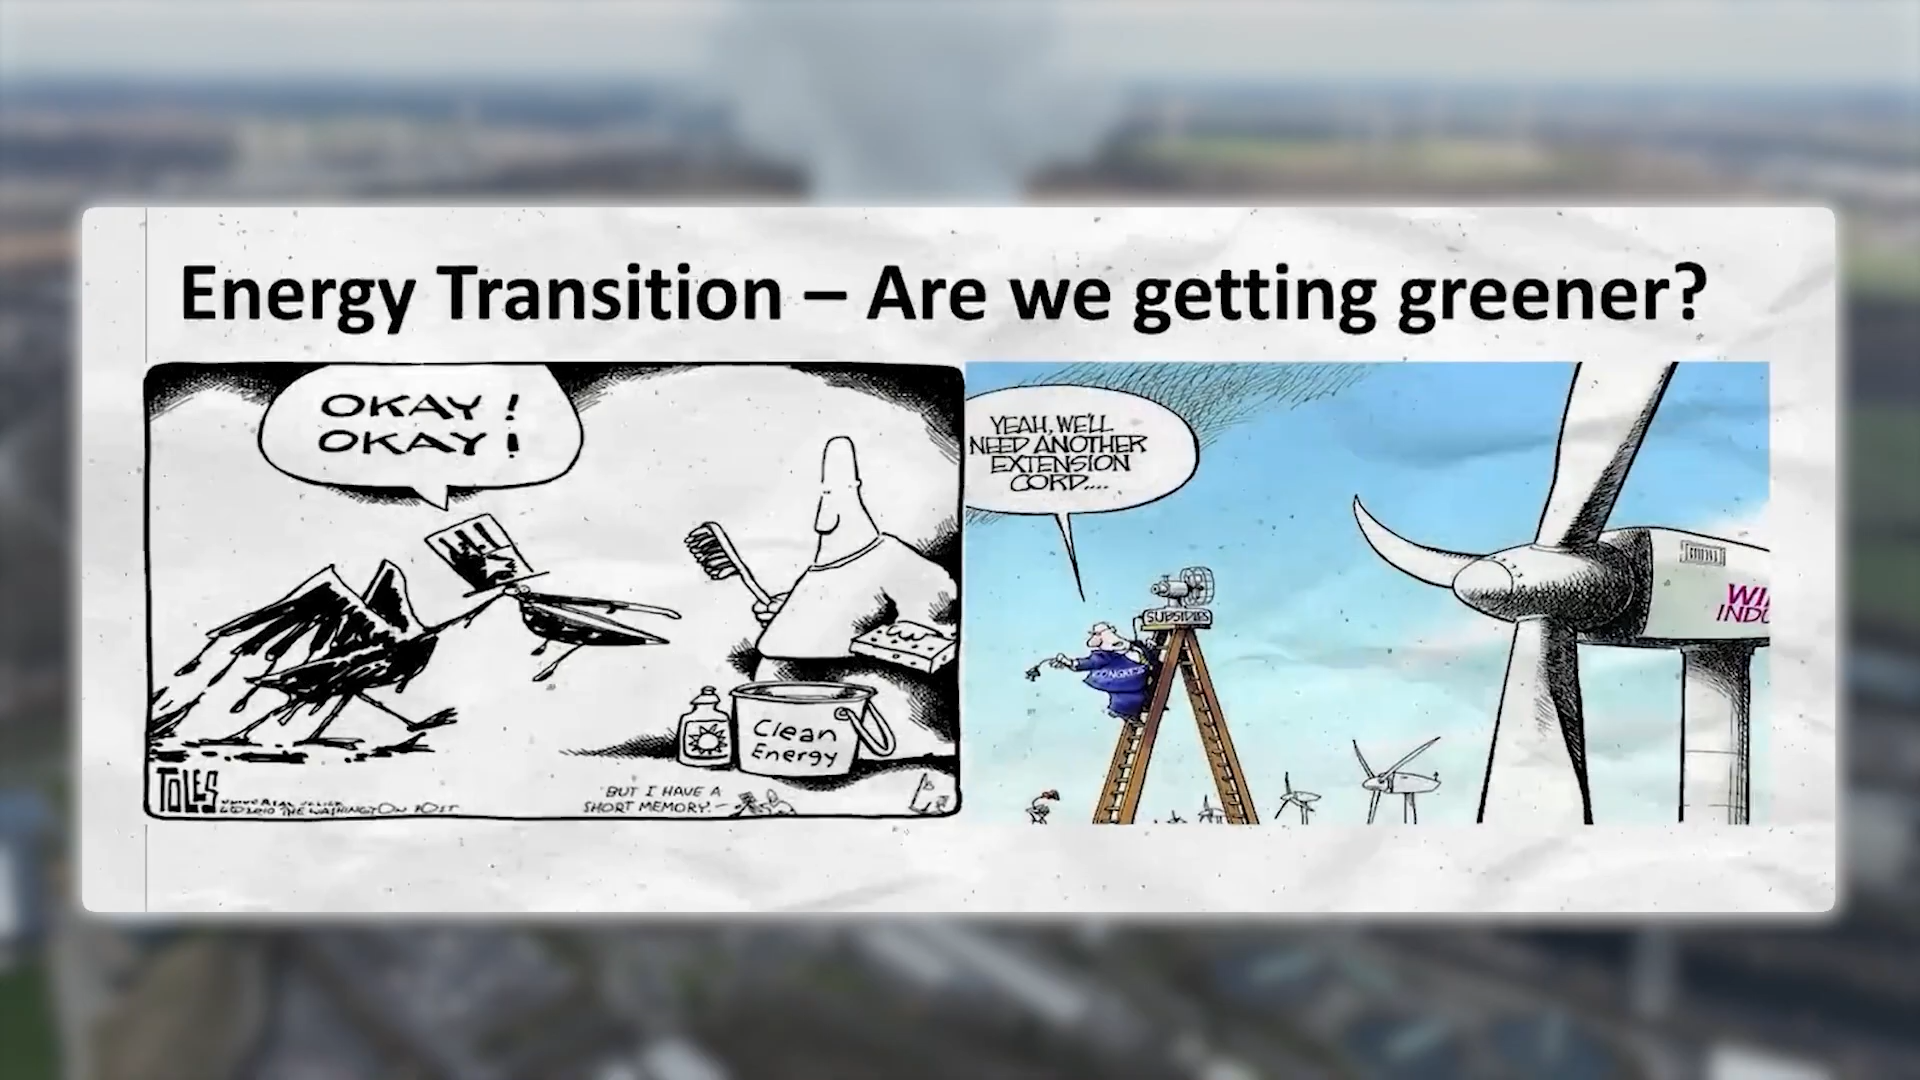 Energy Transition – Are we getting greener?
OKAY!
OKAY!
Clean
Energy
TOLES
THE WASHINGTON POST
BUT I HAVE A
SHORT MEMORY.
YEAH, WE'LL
NEED ANOTHER
EXTENSION
CORD....
SUBSIDIES
CONGRESS
WI
INDU